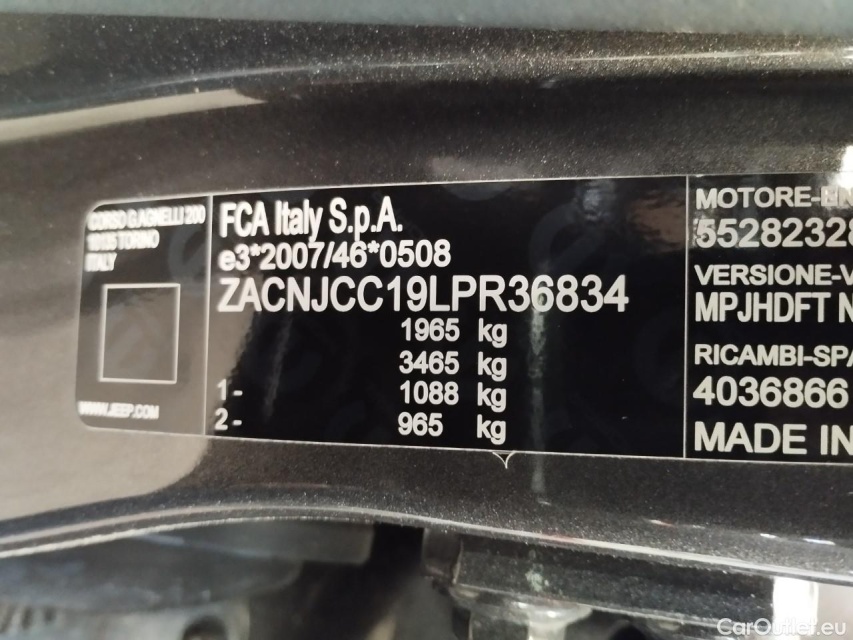 CORSO G.AGNELLI 200
10135 TORINO
ITALY
WWW.JEEP.COM
FCA Italy S.p.A.
e3*2007/46*0508
ZACNJCC19LPR36834
1965 kg
3465 kg
1- 1088 kg
2- 965 kg
MOTORE-EN
5528232
VERSIONE-V
MPJHDFT N
RICAMBI-SPA
4036866
MADE IN
CarOutlet.eu